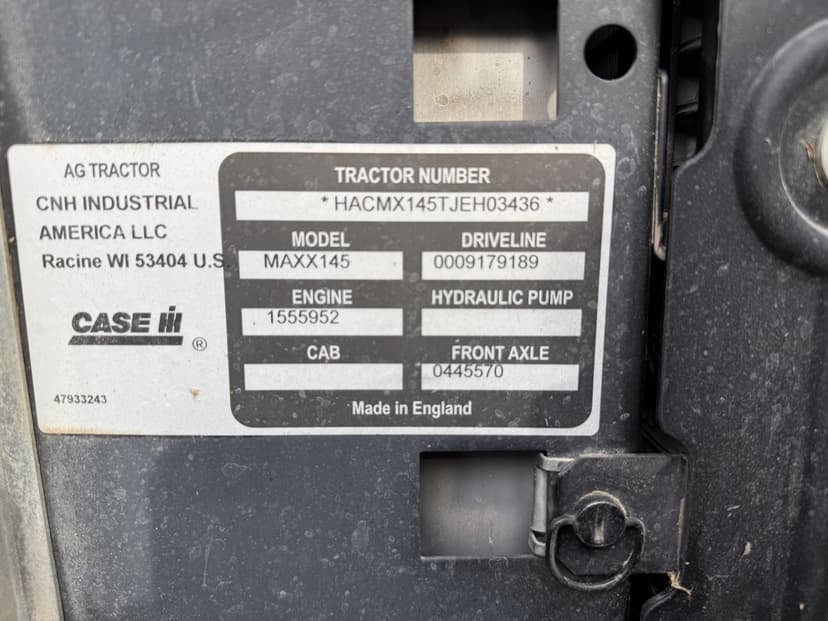 AG TRACTOR
CNH INDUSTRIAL
AMERICA LLC
Racine WI 53404 U.S
CASE IH
®
47933243
TRACTOR NUMBER
* HACMX145TJEH03436 *
MODEL DRIVELINE
MAXX145 0009179189
ENGINE HYDRAULIC PUMP
1555952
CAB FRONT AXLE
0445570
Made in England